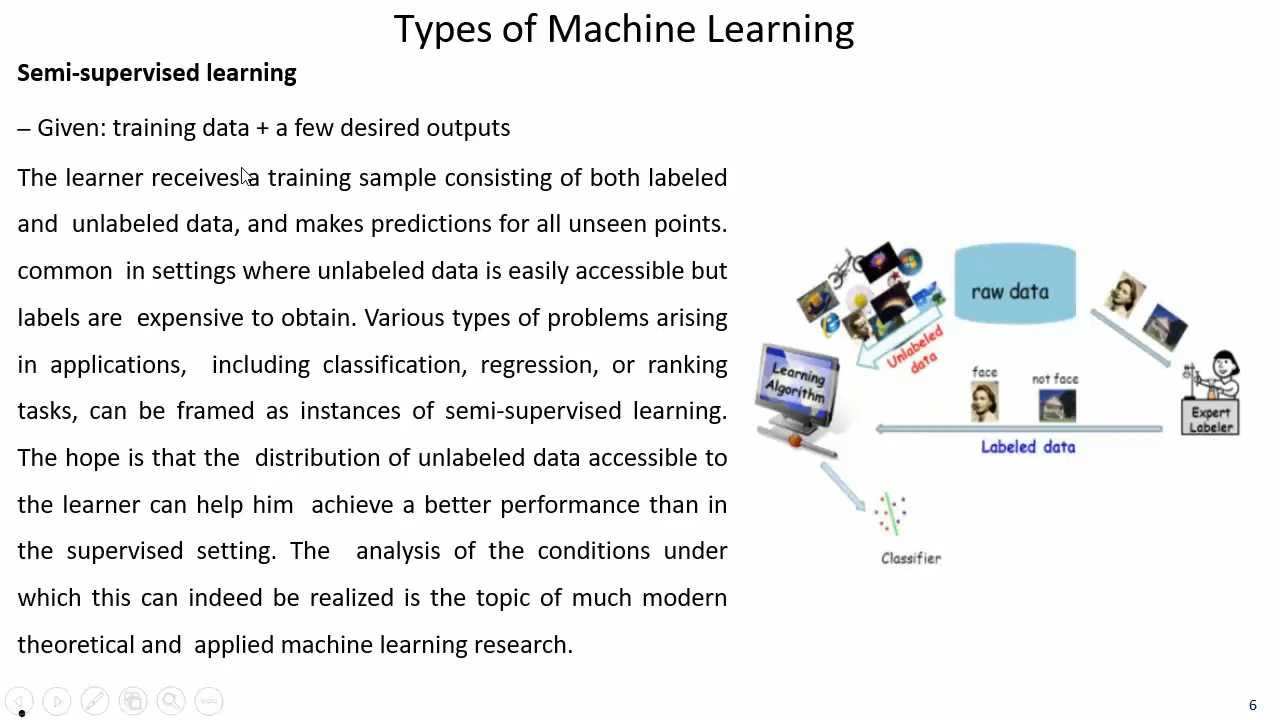 Types of Machine Learning
Semi-supervised learning
– Given: training data + a few desired outputs
The learner receives a training sample consisting of both labeled
and unlabeled data, and makes predictions for all unseen points.
common in settings where unlabeled data is easily accessible but
labels are expensive to obtain. Various types of problems arising
in applications, including classification, regression, or ranking
tasks, can be framed as instances of semi-supervised learning.
The hope is that the distribution of unlabeled data accessible to
the learner can help him achieve a better performance than in
the supervised setting. The analysis of the conditions under
which this can indeed be realized is the topic of much modern
theoretical and applied machine learning research.
raw data
Unlabeled
data
Learning
Algorithm
face
not face
Expert
Labeler
Labeled data
Classifier
6